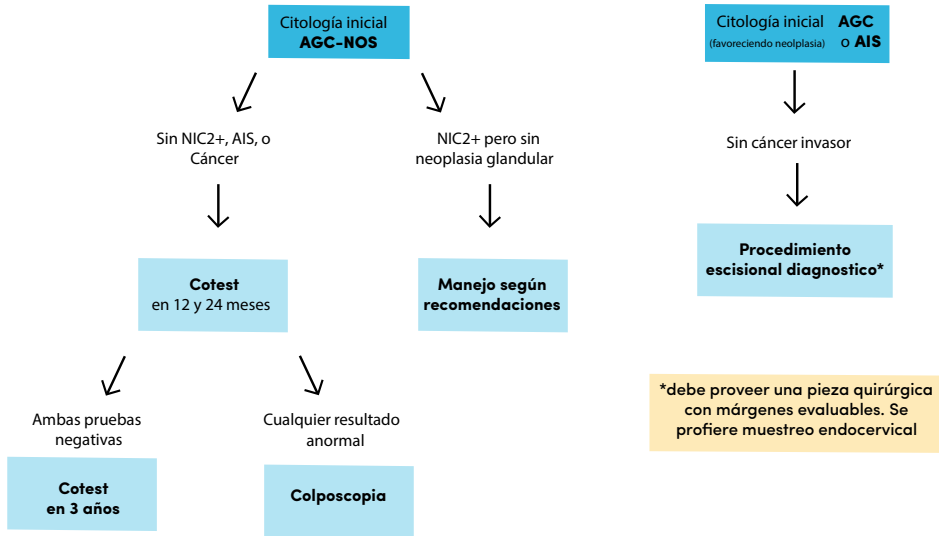 Citología inicial
AGC-NOS
Sin NIC2+, AIS, o
Cáncer
NIC2+ pero sin
neoplasia glandular
Cotest
en 12 y 24 meses
Manejo según
recomendaciones
Ambas pruebas
negativas
Cualquier resultado
anormal
Cotest
en 3 años
Colposcopia
Citología inicial AGC
(favoreciendo neolplasia) o AIS
Sin cáncer invasor
Procedimiento
escisional diagnostico*
*debe proveer una pieza quirúrgica
con márgenes evaluables. Se
profiere muestreo endocervical